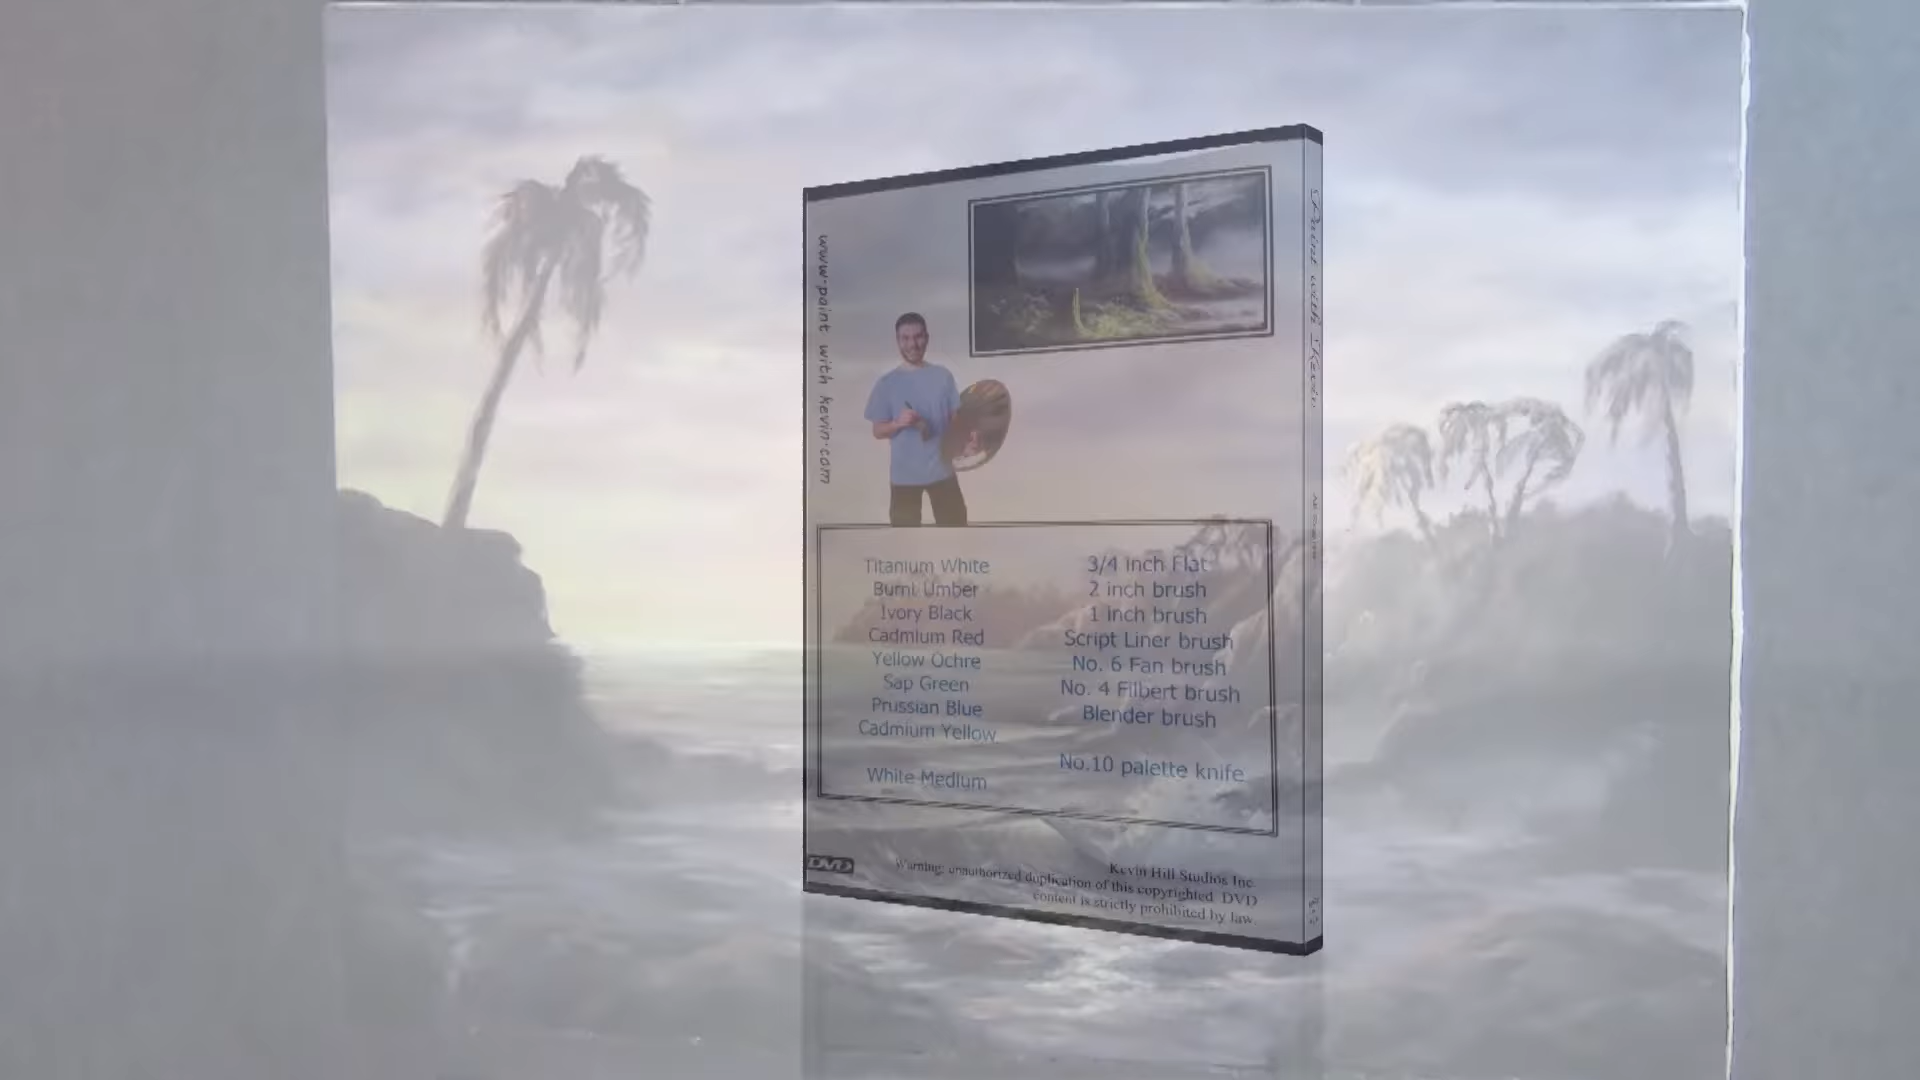 www.paint with kevin.com
Paint with Kevin
Titanium White
Burnt Umber
Ivory Black
Cadmium Red
Yellow Ochre
Sap Green
Prussian Blue
Cadmium Yellow
White Medium
3/4 inch Flat
2 inch brush
1 inch brush
Script Liner brush
No. 6 Fan brush
No. 4 Filbert brush
Blender brush
No.10 palette knife
DVD
Kevin Hill Studios Inc.
Warning: unauthorized duplication of this copyrighted DVD
content is strictly prohibited by law.